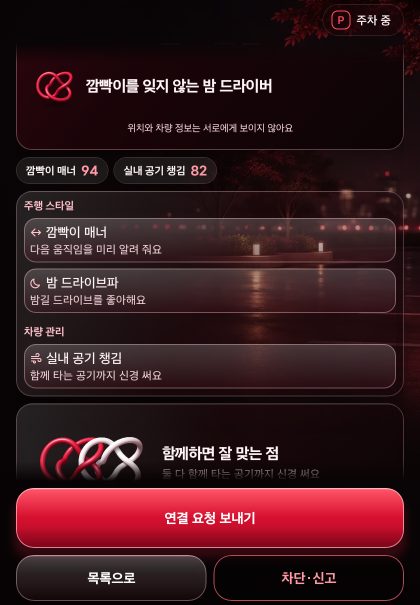 P 주차 중
깜빡이를 잊지 않는 밤 드라이버
위치와 차량 정보는 서로에게 보이지 않아요
깜빡이 매너 94 실내 공기 챙김 82
주행 스타일
깜빡이 매너
다음 움직임을 미리 알려 줘요
밤 드라이브파
밤길 드라이브를 좋아해요
차량 관리
실내 공기 챙김
함께 타는 공기까지 신경 써요
함께하면 잘 맞는 점
둘 다 함께 타는 공기까지 신경 써요
연결 요청 보내기
목록으로 차단·신고